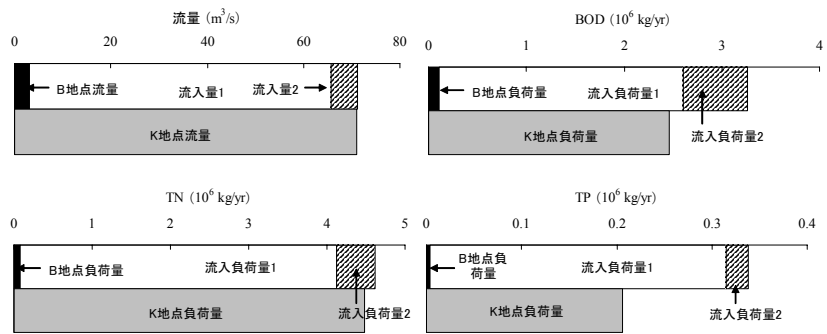 流量 (m³/s)
0 20 40 60 80
B地点流量 流入量1 流入量2
K地点流量
BOD (10⁶ kg/yr)
0 1 2 3 4
B地点負荷量 流入負荷量1
K地点負荷量 流入負荷量2
TN (10⁶ kg/yr)
0 1 2 3 4 5
B地点負荷量 流入負荷量1
K地点負荷量 流入負荷量2
TP (10⁶ kg/yr)
0 0.1 0.2 0.3 0.4
B地点負荷
量
流入負荷量1
K地点負荷量 流入負荷量2